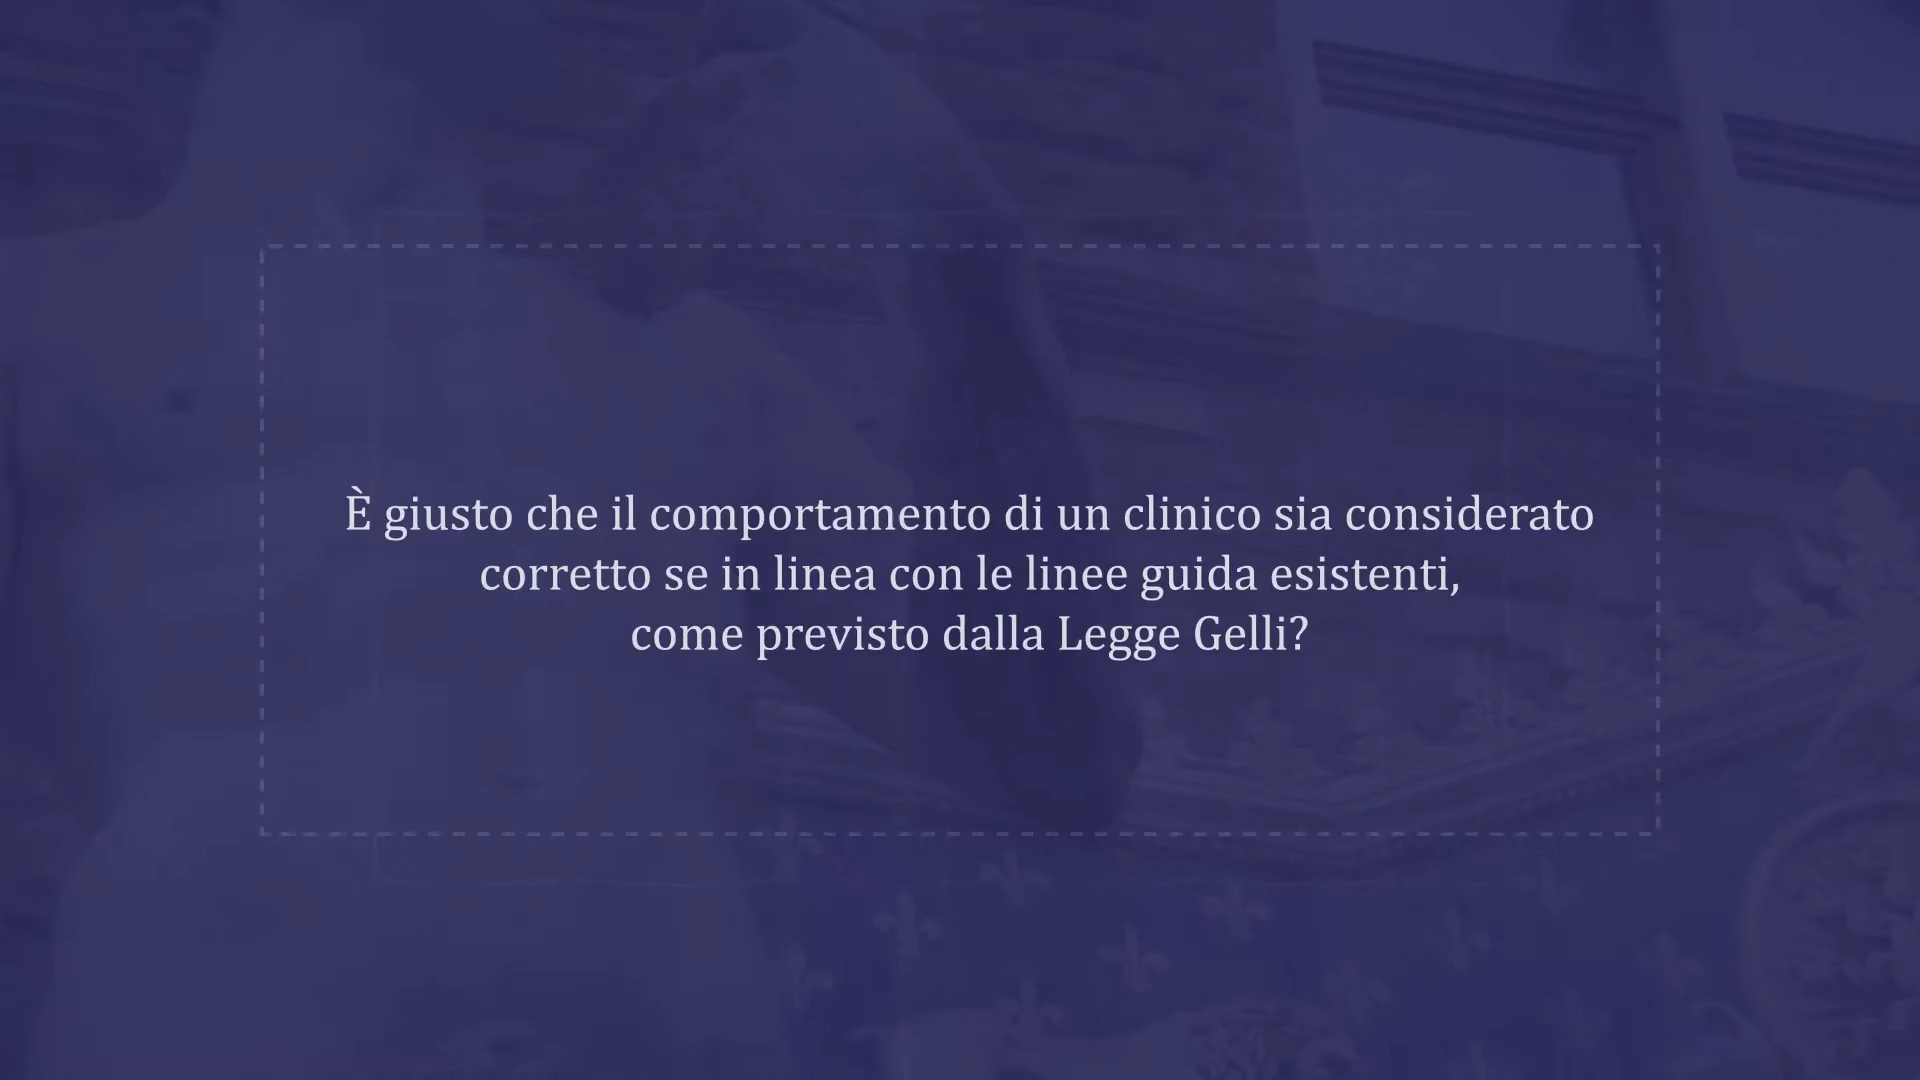 È giusto che il comportamento di un clinico sia considerato
corretto se in linea con le linee guida esistenti,
come previsto dalla Legge Gelli?